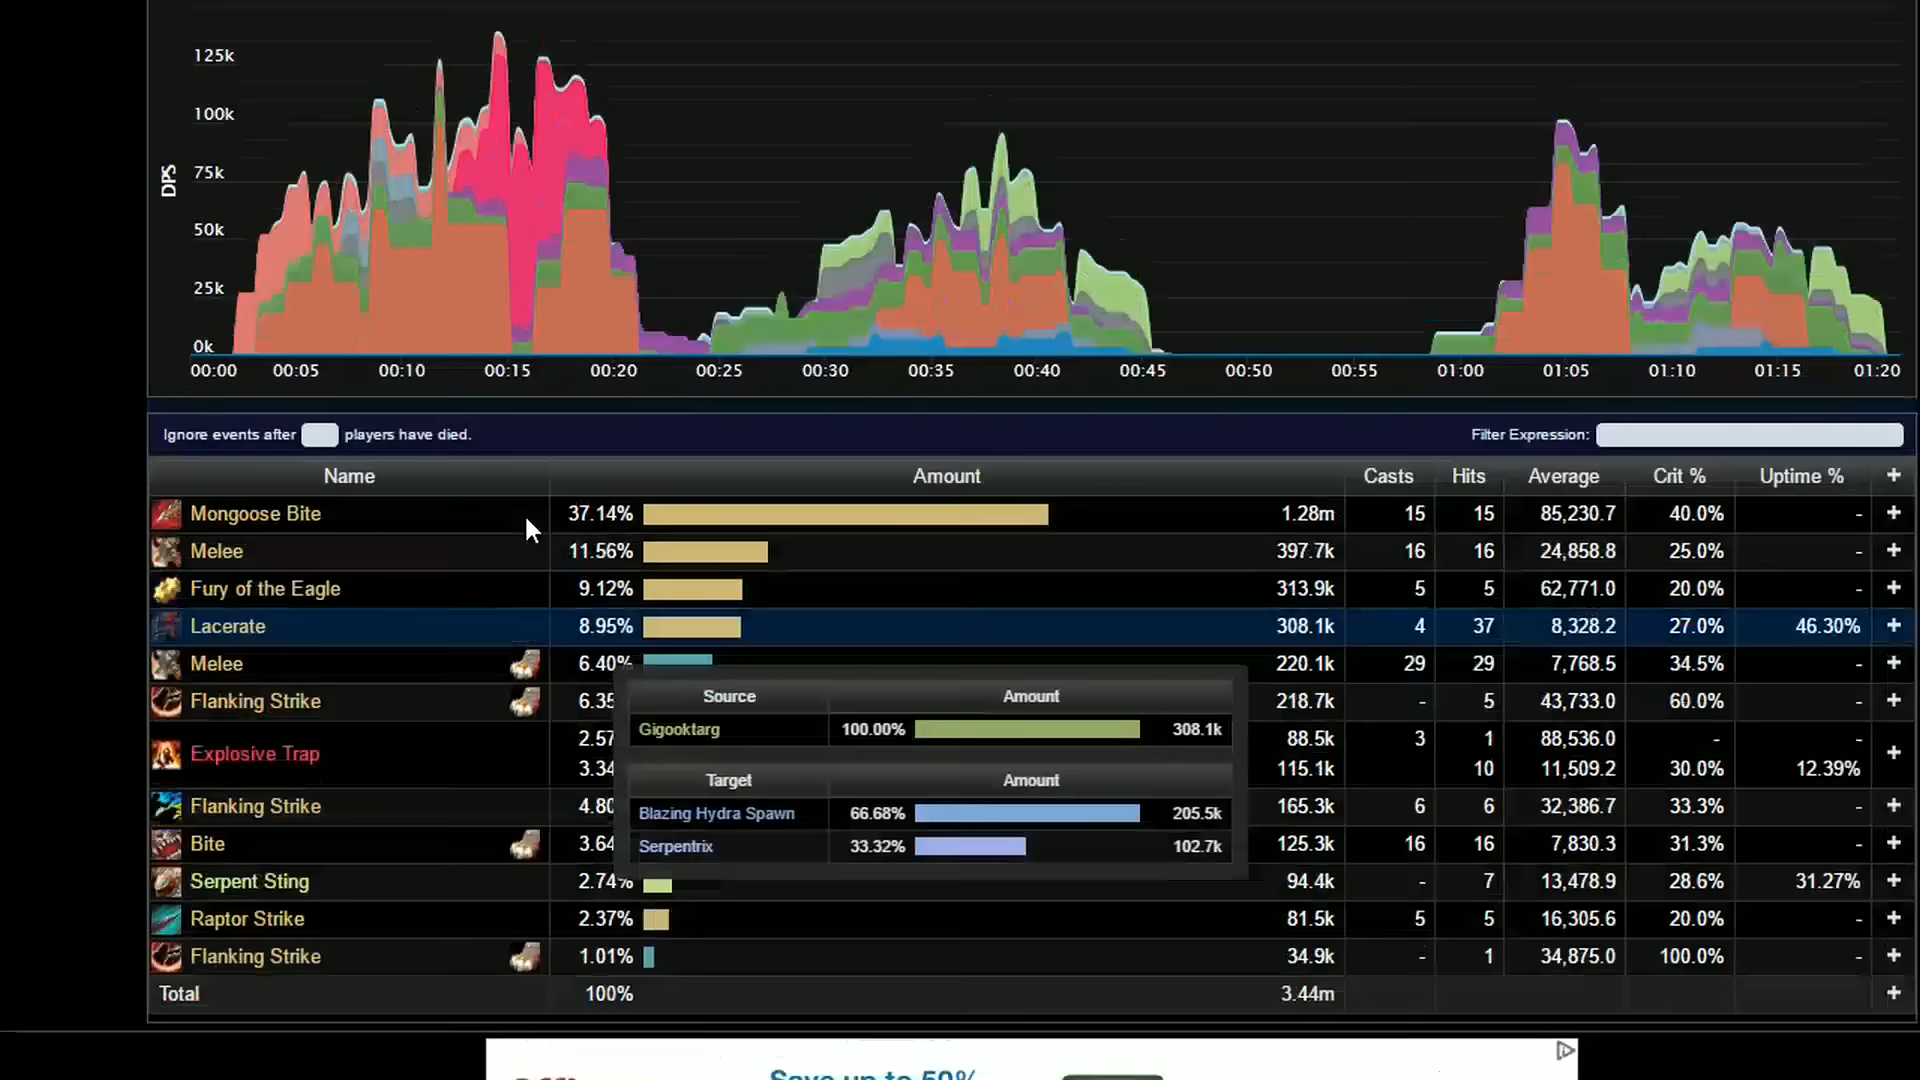 125k
100k
75k
50k
25k
0k
DPS
00:00 00:05 00:10 00:15 00:20 00:25 00:30 00:35 00:40 00:45 00:50 00:55 01:00 01:05 01:10 01:15 01:20
Ignore events after players have died. Filter Expression:
Name Amount Casts Hits Average Crit % Uptime % +
Mongoose Bite 37.14% 1.28m 15 15 85,230.7 40.0% - +
Melee 11.56% 397.7k 16 16 24,858.8 25.0% - +
Fury of the Eagle 9.12% 313.9k 5 5 62,771.0 20.0% - +
Lacerate 8.95% 308.1k 4 37 8,328.2 27.0% 46.30% +
Melee 6.40% 220.1k 29 29 7,768.5 34.5% - +
Flanking Strike 6.35 218.7k - 5 43,733.0 60.0% - +
Explosive Trap 2.57 88.5k 3 1 88,536.0 - - +
3.34 115.1k 10 11,509.2 30.0% 12.39%
Flanking Strike 4.80 165.3k 6 6 32,386.7 33.3% - +
Bite 3.64 125.3k 16 16 7,830.3 31.3% - +
Serpent Sting 2.74% 94.4k - 7 13,478.9 28.6% 31.27% +
Raptor Strike 2.37% 81.5k 5 5 16,305.6 20.0% - +
Flanking Strike 1.01% 34.9k - 1 34,875.0 100.0% - +
Total 100% 3.44m +
Source Amount
Gigooktarg 100.00% 308.1k
Target Amount
Blazing Hydra Spawn 66.68% 205.5k
Serpentrix 33.32% 102.7k
Save up to 50%